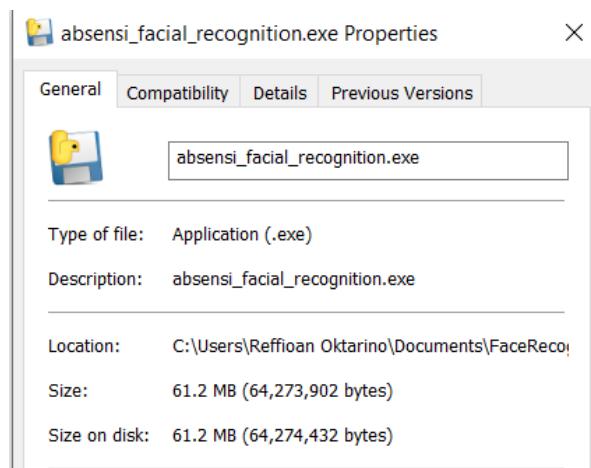 absensi_facial_recognition.exe Properties
General Compatibility Details Previous Versions
absensi_facial_recognition.exe
Type of file: Application (.exe)
Description: absensi_facial_recognition.exe
Location: C:\Users\Reffioan Oktarino\Documents\FaceReco
Size: 61.2 MB (64,273,902 bytes)
Size on disk: 61.2 MB (64,274,432 bytes)